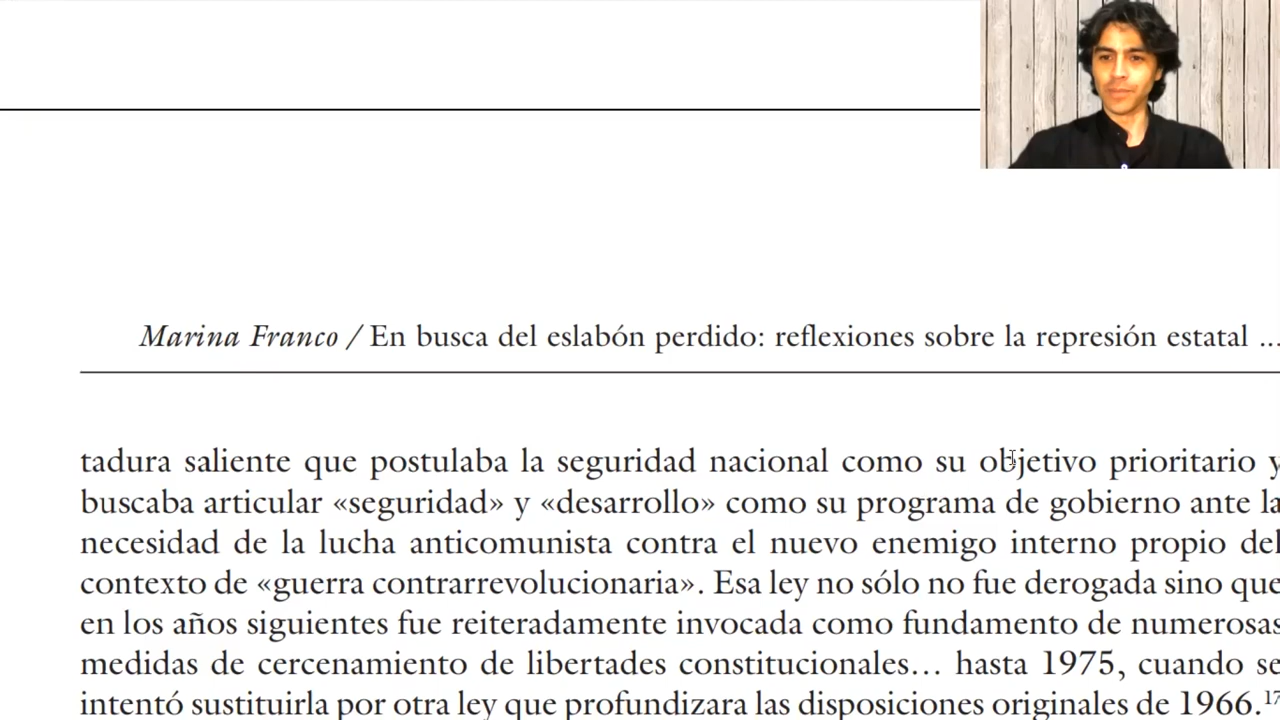 Marina Franco / En busca del eslabón perdido: reflexiones sobre la represión estatal ...
tadura saliente que postulaba la seguridad nacional como su objetivo prioritario y
buscaba articular «seguridad» y «desarrollo» como su programa de gobierno ante la
necesidad de la lucha anticomunista contra el nuevo enemigo interno propio del
contexto de «guerra contrarrevolucionaria». Esa ley no sólo no fue derogada sino que
en los años siguientes fue reiteradamente invocada como fundamento de numerosas
medidas de cercenamiento de libertades constitucionales… hasta 1975, cuando se
intentó sustituirla por otra ley que profundizara las disposiciones originales de 1966.¹⁷